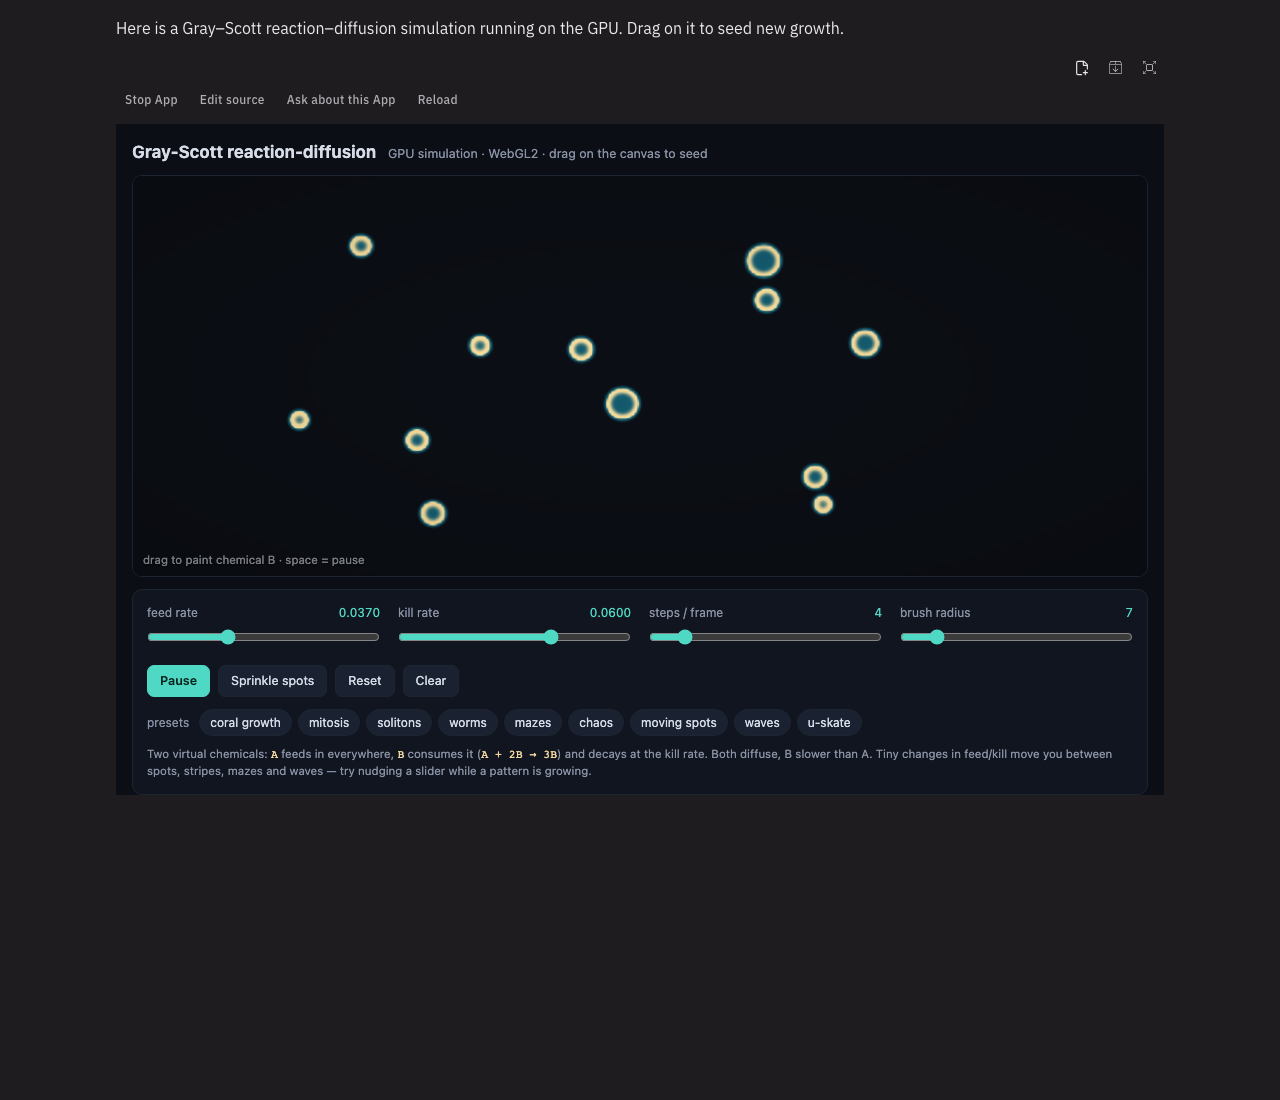 Here is a Gray–Scott reaction–diffusion simulation running on the GPU. Drag on it to seed new growth.
Stop App Edit source Ask about this App Reload
Gray-Scott reaction-diffusion GPU simulation · WebGL2 · drag on the canvas to seed
drag to paint chemical B · space = pause
feed rate 0.0370 kill rate 0.0600 steps / frame 4 brush radius 7
Pause Sprinkle spots Reset Clear
presets coral growth mitosis solitons worms mazes chaos moving spots waves u-skate
Two virtual chemicals: A feeds in everywhere, B consumes it (A + 2B → 3B) and decays at the kill rate. Both diffuse, B slower than A. Tiny changes in feed/kill move you between
spots, stripes, mazes and waves — try nudging a slider while a pattern is growing.